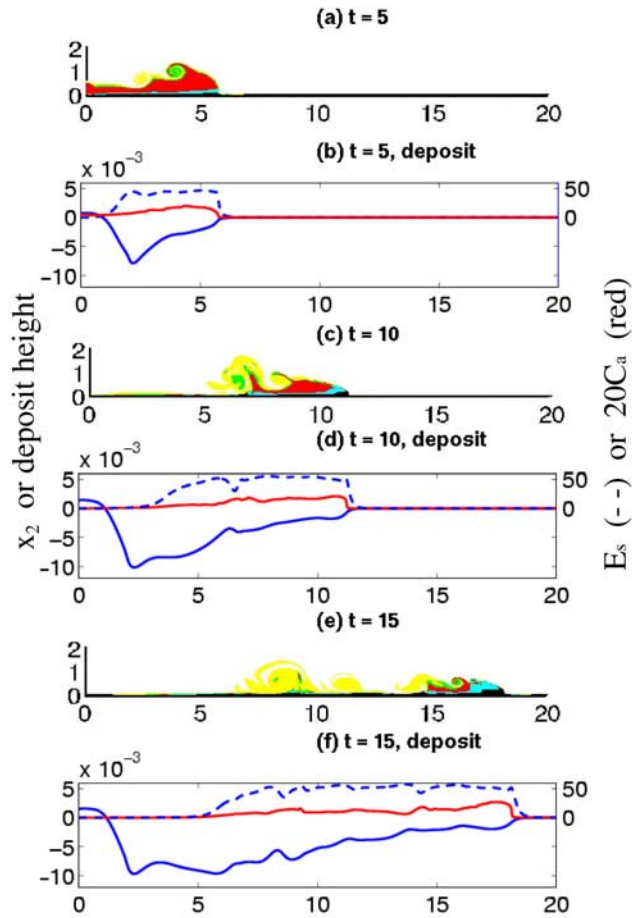 (a) t = 5
2
1
0
0 5 10 15 20
(b) t = 5, deposit
x 10⁻³
5 50
0 0
-5
-10
0 5 10 15 20
(c) t = 10
2
1
0
0 5 10 15 20
(d) t = 10, deposit
x 10⁻³
5 50
0 0
-5
-10
0 5 10 15 20
(e) t = 15
2
1
0
0 5 10 15 20
(f) t = 15, deposit
x 10⁻³
5 50
0 0
-5
-10
0 5 10 15 20
x₂ or deposit height
Eₛ (- -) or 20Cₐ (red)